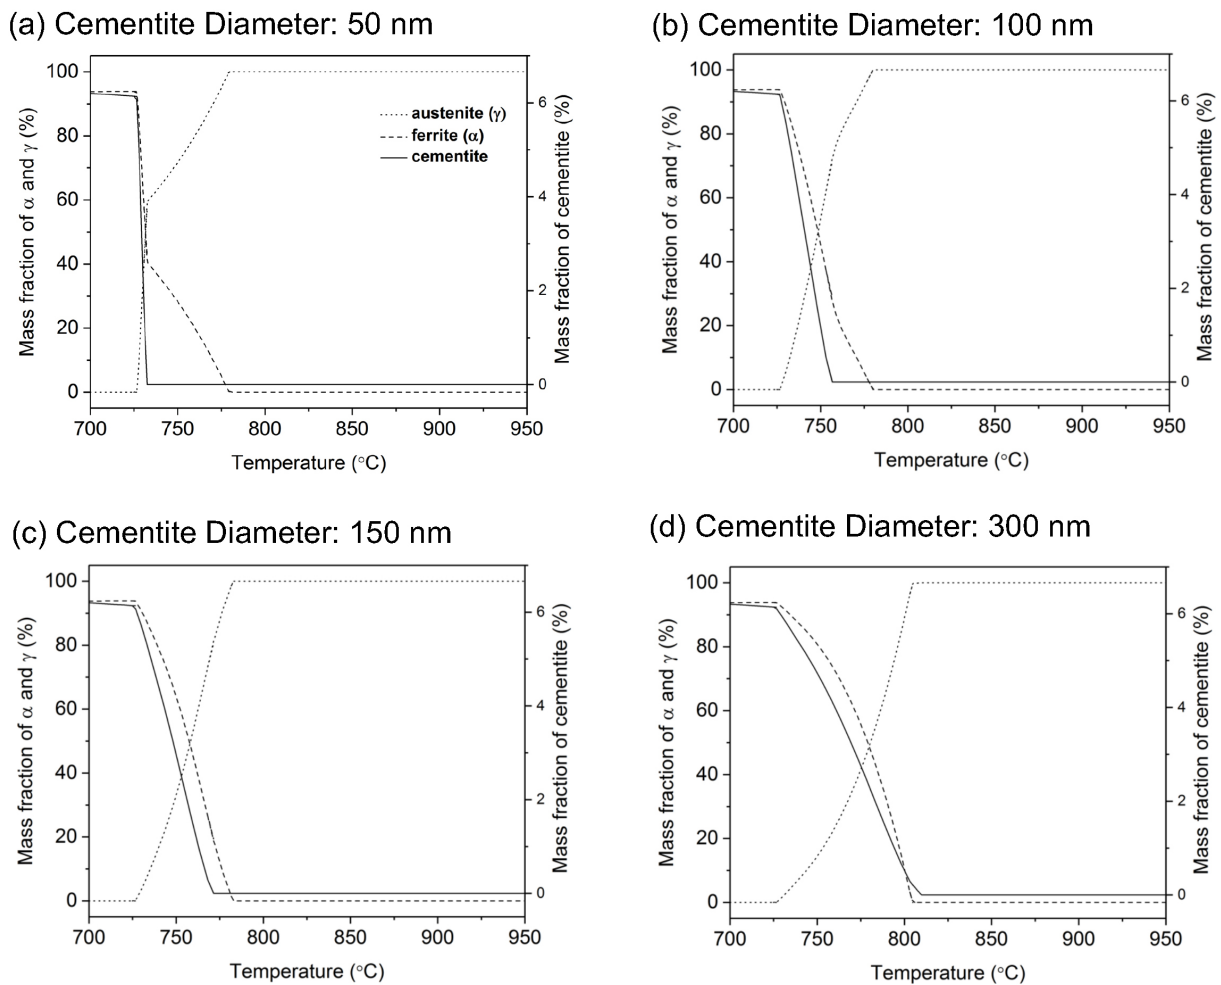 (a) Cementite Diameter: 50 nm
100
80
60
40
20
0
Mass fraction of α and γ (%)
6
4
2
0
Mass fraction of cementite (%)
austenite (γ)
ferrite (α)
cementite
700 750 800 850 900 950
Temperature (°C)
(b) Cementite Diameter: 100 nm
100
80
60
40
20
0
Mass fraction of α and γ (%)
6
4
2
0
Mass fraction of cementite (%)
700 750 800 850 900 950
Temperature (°C)
(c) Cementite Diameter: 150 nm
100
80
60
40
20
0
Mass fraction of α and γ (%)
6
4
2
0
Mass fraction of cementite (%)
700 750 800 850 900 950
Temperature (°C)
(d) Cementite Diameter: 300 nm
100
80
60
40
20
0
Mass fraction of α and γ (%)
6
4
2
0
Mass fraction of cementite (%)
700 750 800 850 900 950
Temperature (°C)